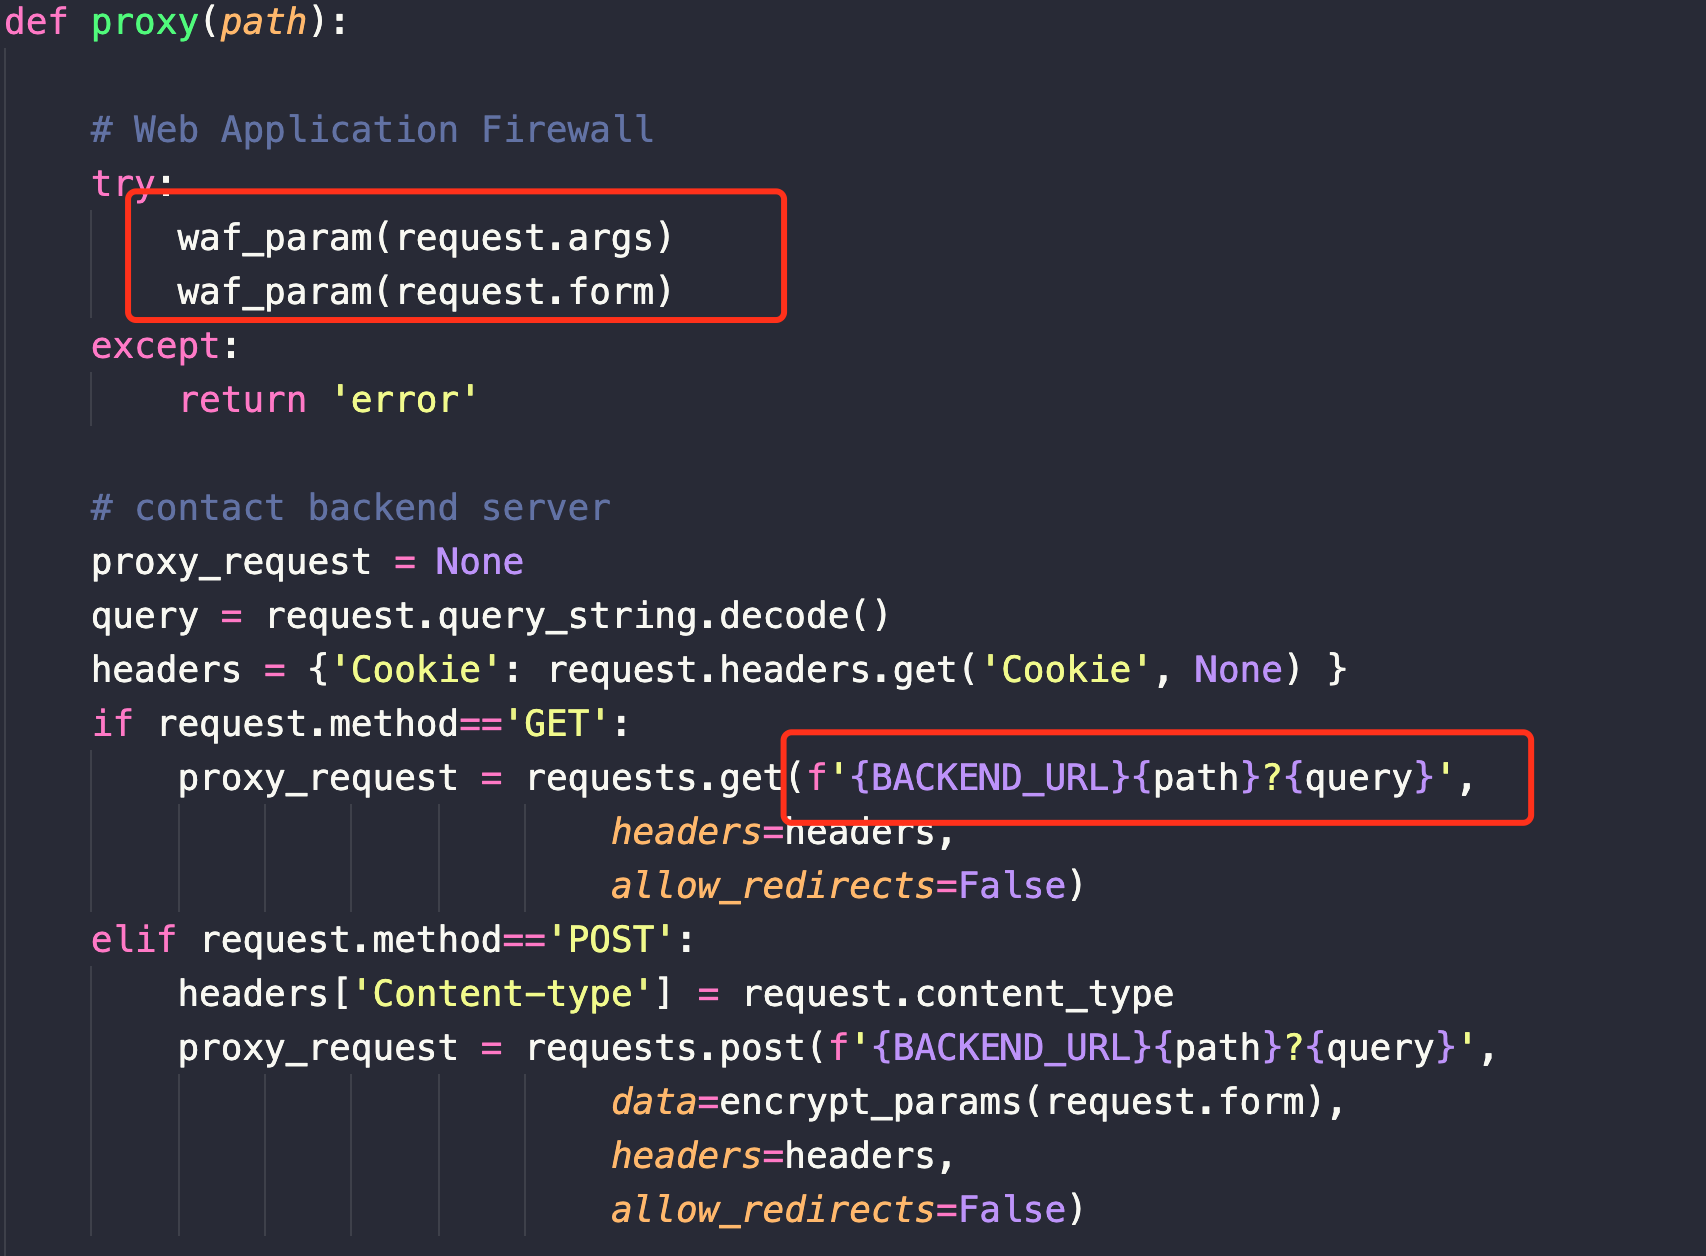 def proxy(path):
# Web Application Firewall
try:
waf_param(request.args)
waf_param(request.form)
except:
return 'error'
# contact backend server
proxy_request = None
query = request.query_string.decode()
headers = {'Cookie': request.headers.get('Cookie', None) }
if request.method=='GET':
proxy_request = requests.get(f'{BACKEND_URL}{path}?{query}',
headers=headers,
allow_redirects=False)
elif request.method=='POST':
headers['Content-type'] = request.content_type
proxy_request = requests.post(f'{BACKEND_URL}{path}?{query}',
data=encrypt_params(request.form),
headers=headers,
allow_redirects=False)